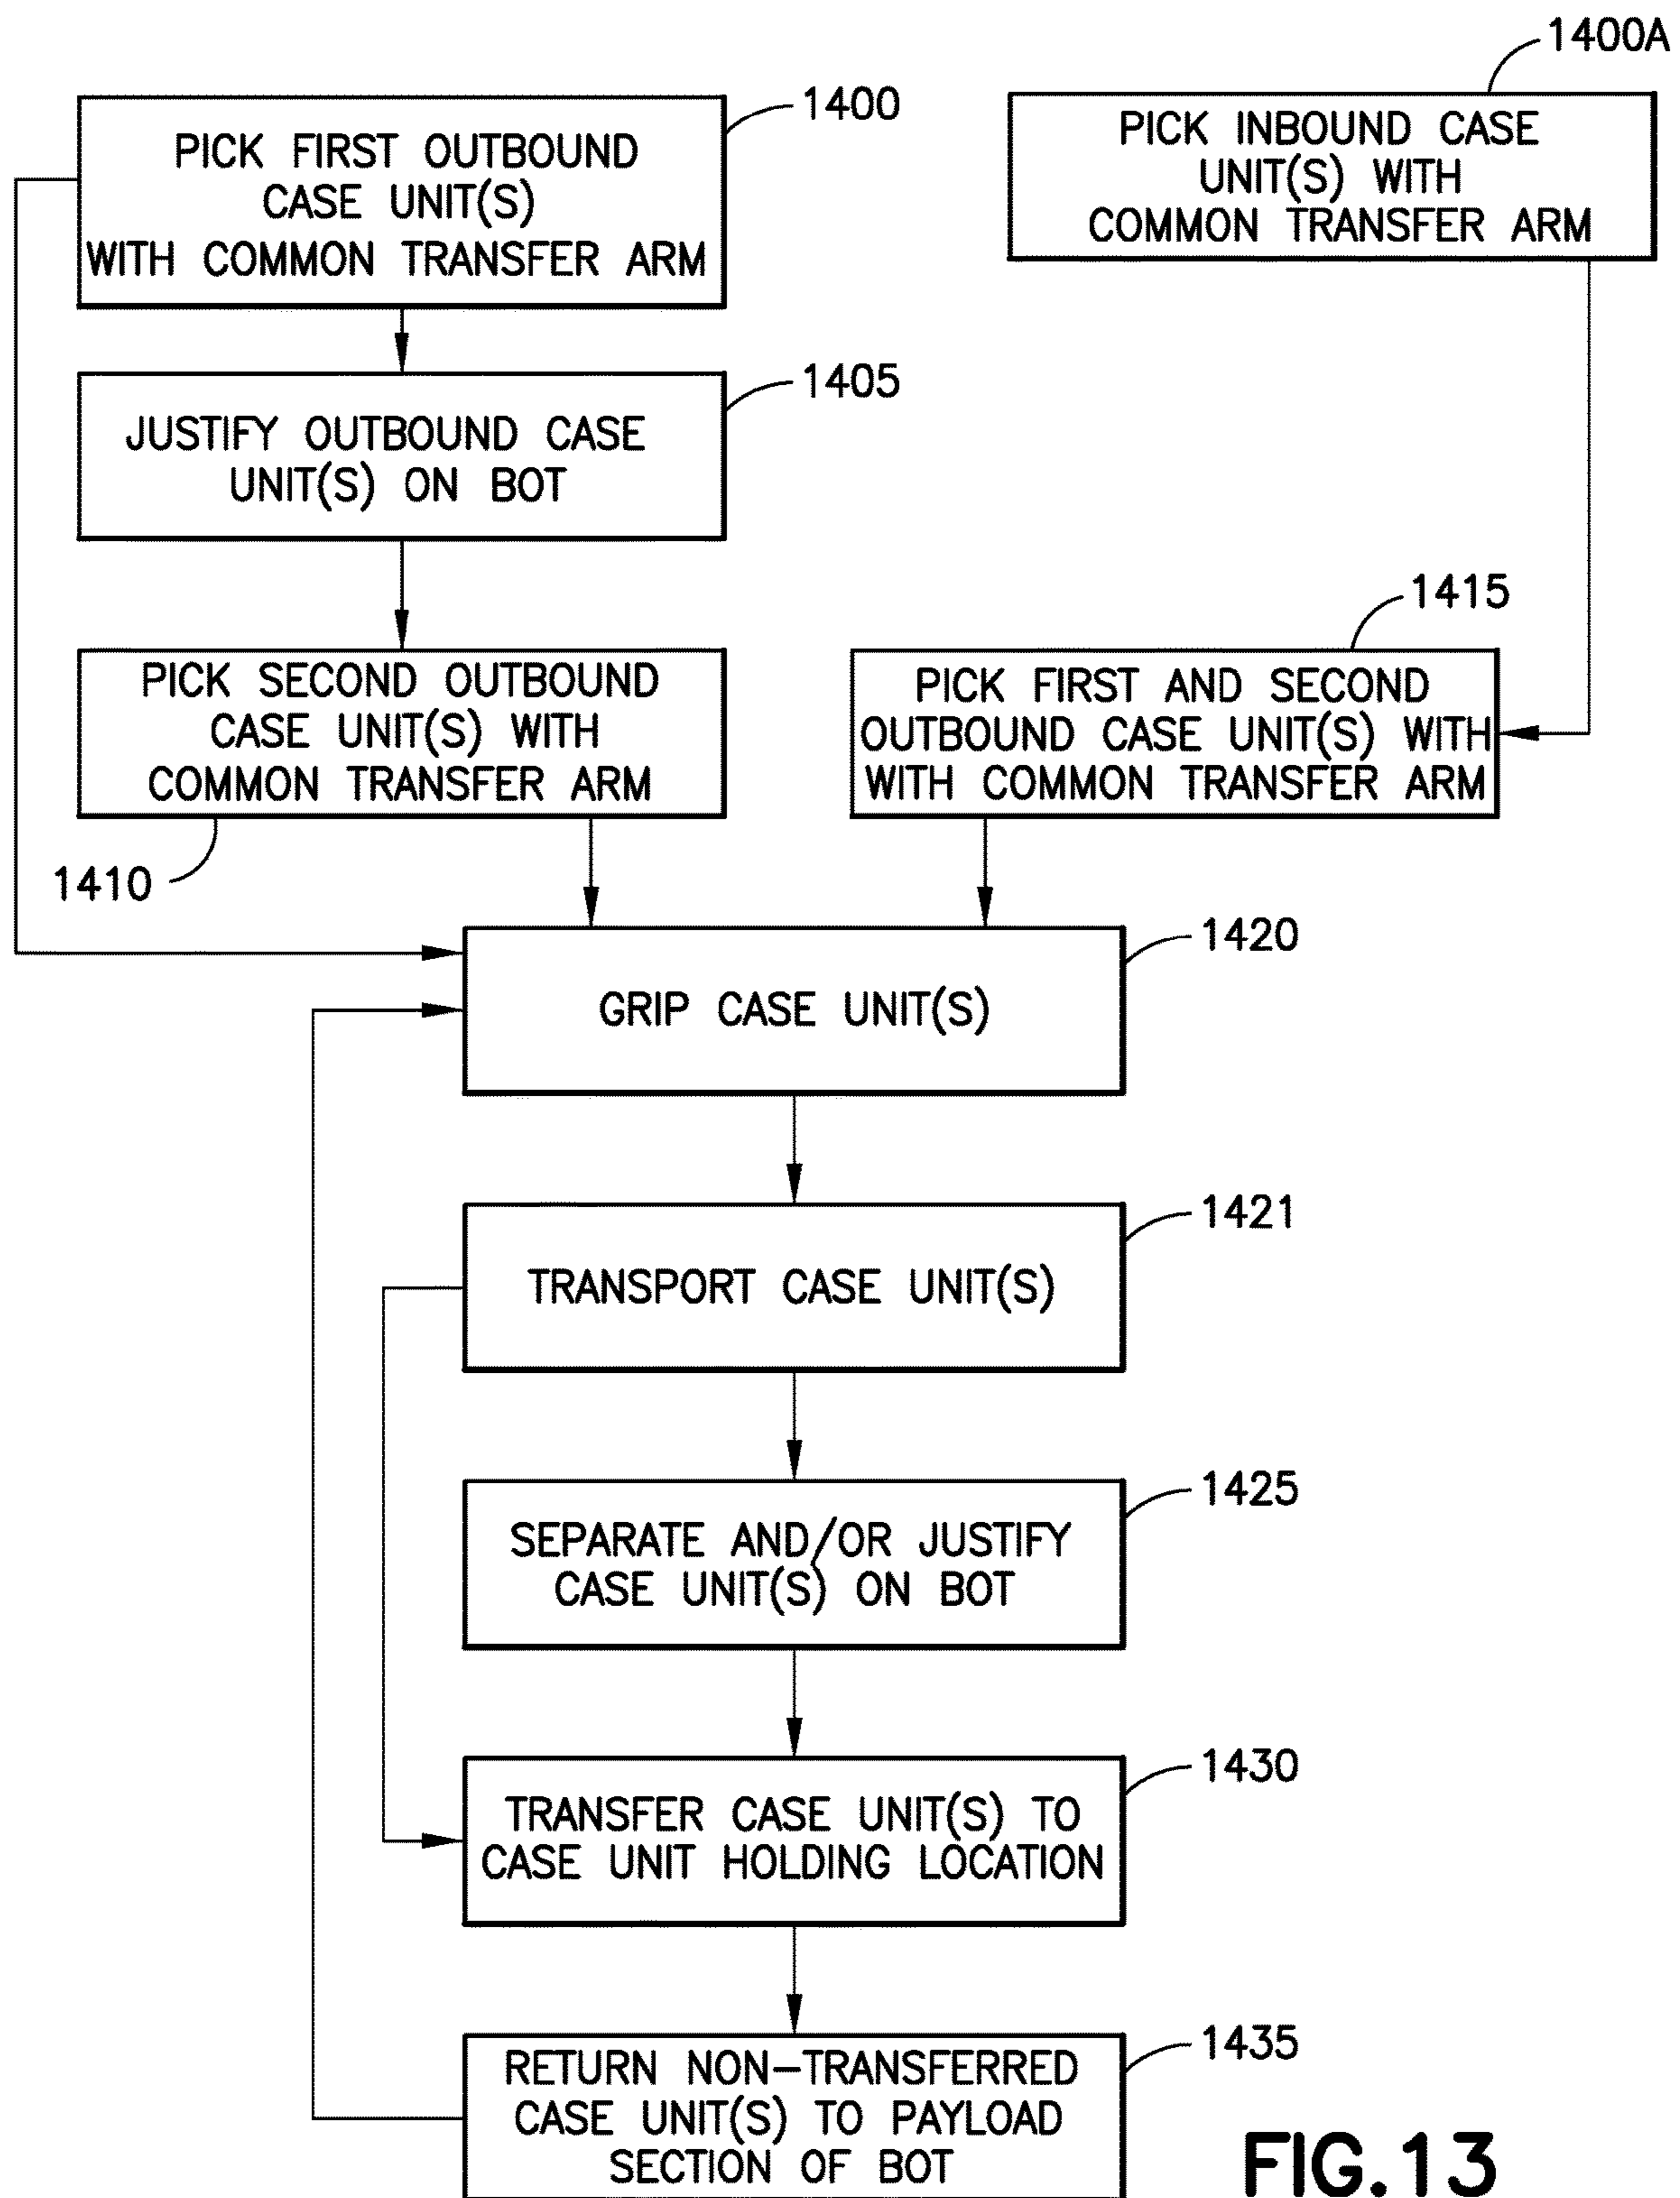 1400A
1400
PICK FIRST OUTBOUND
CASE UNIT(S)
WITH COMMON TRANSFER ARM
PICK INBOUND CASE
UNIT(S) WITH
COMMON TRANSFER ARM
1405
JUSTIFY OUTBOUND CASE
UNIT(S) ON BOT
1415
PICK SECOND OUTBOUND
CASE UNIT(S) WITH
COMMON TRANSFER ARM
PICK FIRST AND SECOND
OUTBOUND CASE UNIT(S) WITH
WITH COMMON TRANSFER ARM
1410
1420
GRIP CASE UNIT(S)
1421
TRANSPORT CASE UNIT(S)
1425
SEPARATE AND/OR JUSTIFY
CASE UNIT(S) ON BOT
1430
TRANSFER CASE UNIT(S) TO
CASE UNIT HOLDING LOCATION
1435
RETURN NON-TRANSFERRED
CASE UNIT(S) TO PAYLOAD
SECTION OF BOT
FIG.13